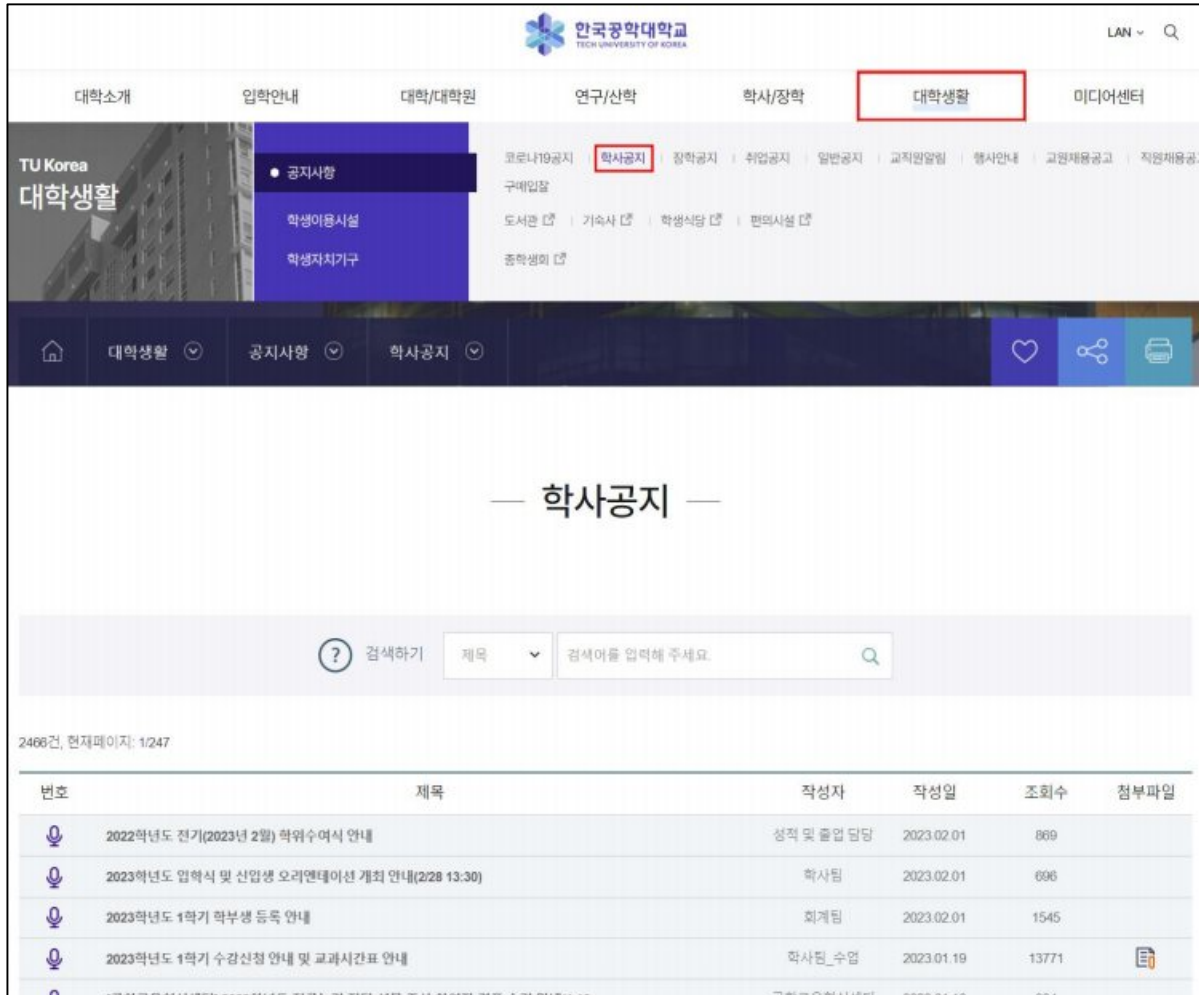 한국공학대학교
TECH UNIVERSITY OF KOREA
LAN
대학소개 입학안내 대학/대학원 연구/산학 학사/장학 대학생활 미디어센터
TU Korea
대학생활
공지사항
학생이용시설
학생자치기구
코로나19공지 학사공지 장학공지 취업공지 일반공지 교직원알림 행사안내 교원채용공고 직원채용공고
구매입찰
도서관 기숙사 학생식당 편의시설
총학생회
대학생활 공지사항 학사공지
— 학사공지 —
? 검색하기 제목 검색어를 입력해 주세요.
2466건, 현재페이지: 1/247
번호 제목 작성자 작성일 조회수 첨부파일
2022학년도 전기(2023년 2월) 학위수여식 안내 성적 및 졸업 담당 2023.02.01 869
2023학년도 입학식 및 신입생 오리엔테이션 개최 안내(2/28 13:30) 학사팀 2023.02.01 696
2023학년도 1학기 학부생 등록 안내 회계팀 2023.02.01 1545
2023학년도 1학기 수강신청 안내 및 교과시간표 안내 학사팀_수업 2023.01.19 13771